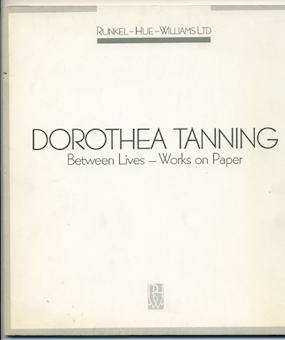 RUNKEL–HUE–WILLIAMS LTD
DOROTHEA TANNING
Between Lives – Works on Paper